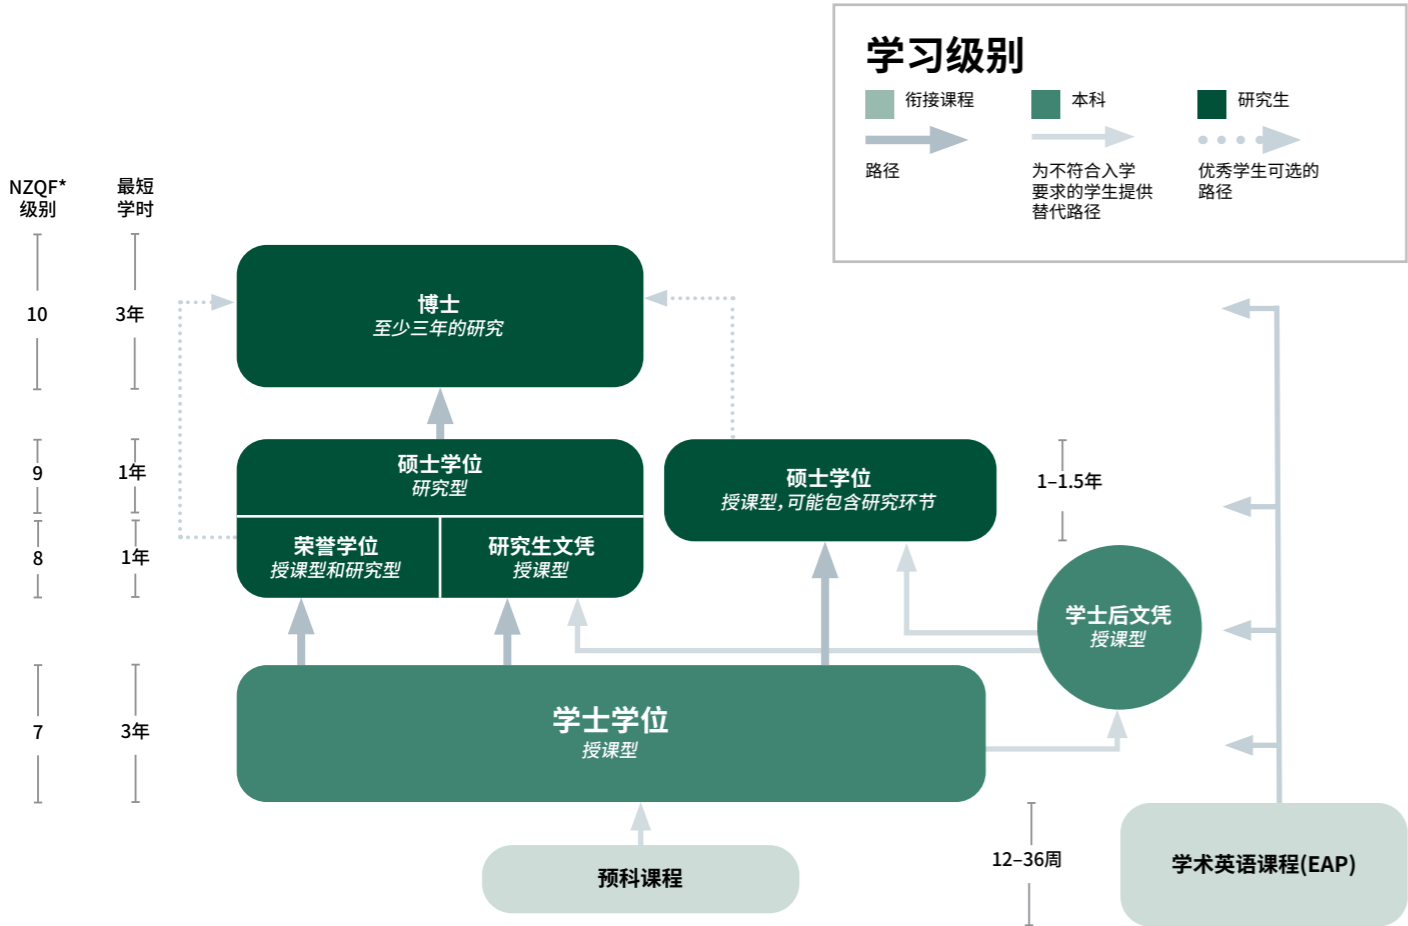 学习级别
衔接课程
本科
研究生
路径
为不符合入学
要求的学生提供
替代路径
优秀学生可选的
路径
NZQF*
级别
最短
学时
10
3年
博士
至少三年的研究
9
1年
硕士学位
研究型
硕士学位
授课型，可能包含研究环节
1–1.5年
8
1年
荣誉学位
授课型和研究型
研究生文凭
授课型
学士后文凭
授课型
7
3年
学士学位
授课型
12–36周
预科课程
学术英语课程(EAP)